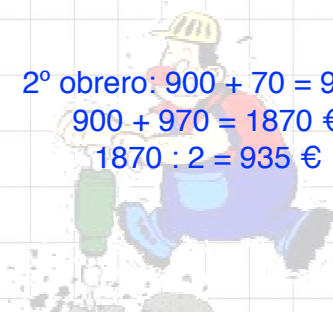 2º obrero: 900 + 70 = 9
900 + 970 = 1870 €
1870 : 2 = 935 €